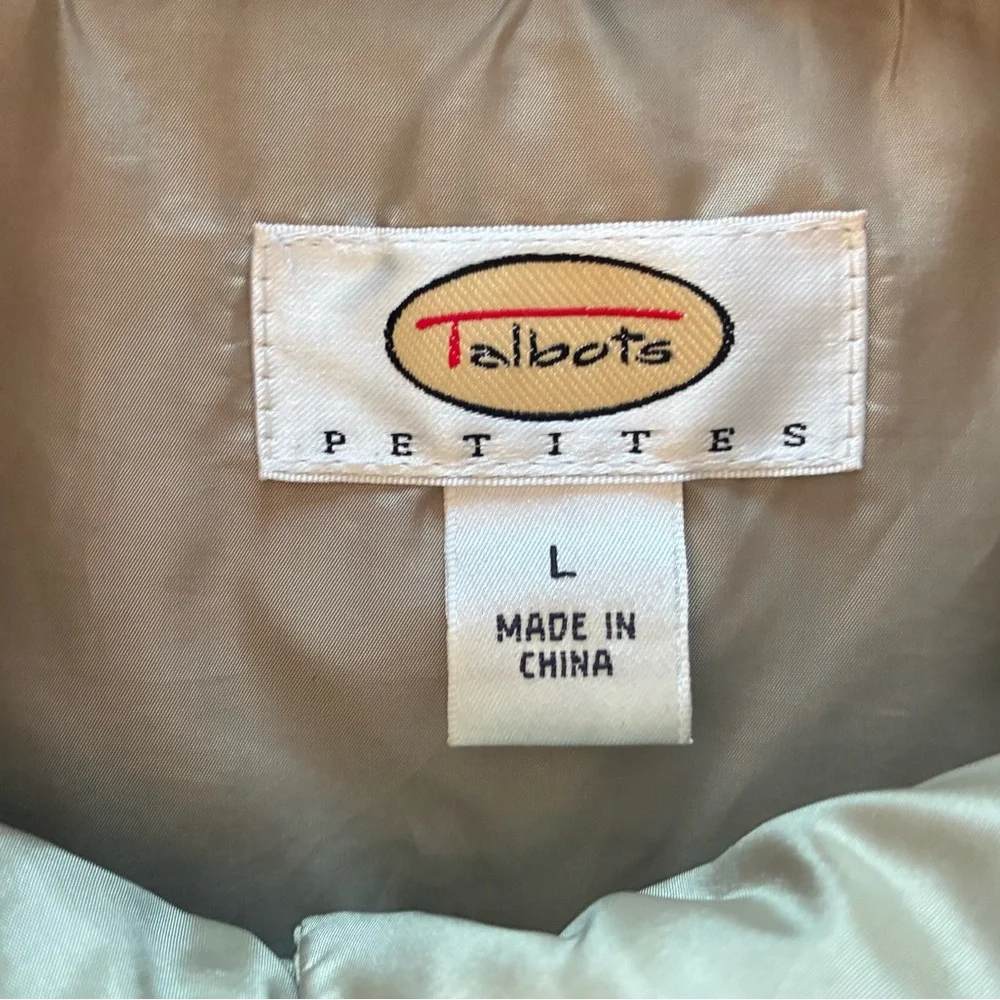 Talbots
PETITES
L
MADE IN
CHINA